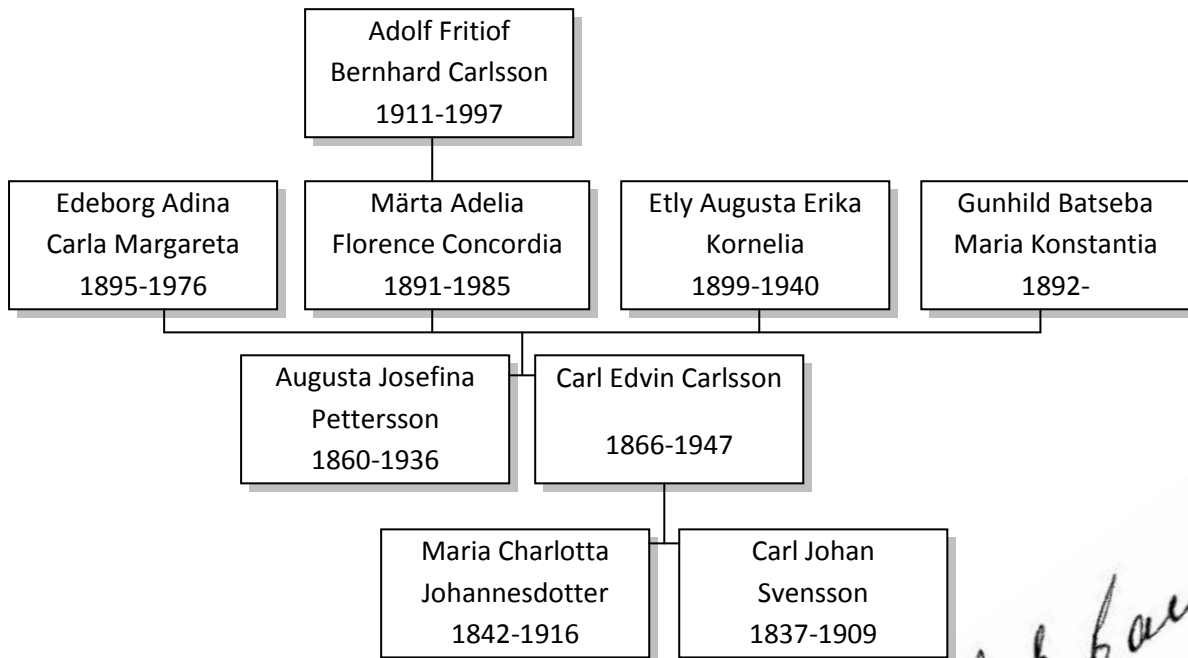 Adolf Fritiof
Bernhard Carlsson
1911-1997
Edeborg Adina
Carla Margareta
1895-1976
Märta Adelia
Florence Concordia
1891-1985
Etly Augusta Erika
Kornelia
1899-1940
Gunhild Batseba
Maria Konstantia
1892-
Augusta Josefina
Pettersson
1860-1936
Carl Edvin Carlsson
1866-1947
Maria Charlotta
Johannesdotter
1842-1916
Carl Johan
Svensson
1837-1909